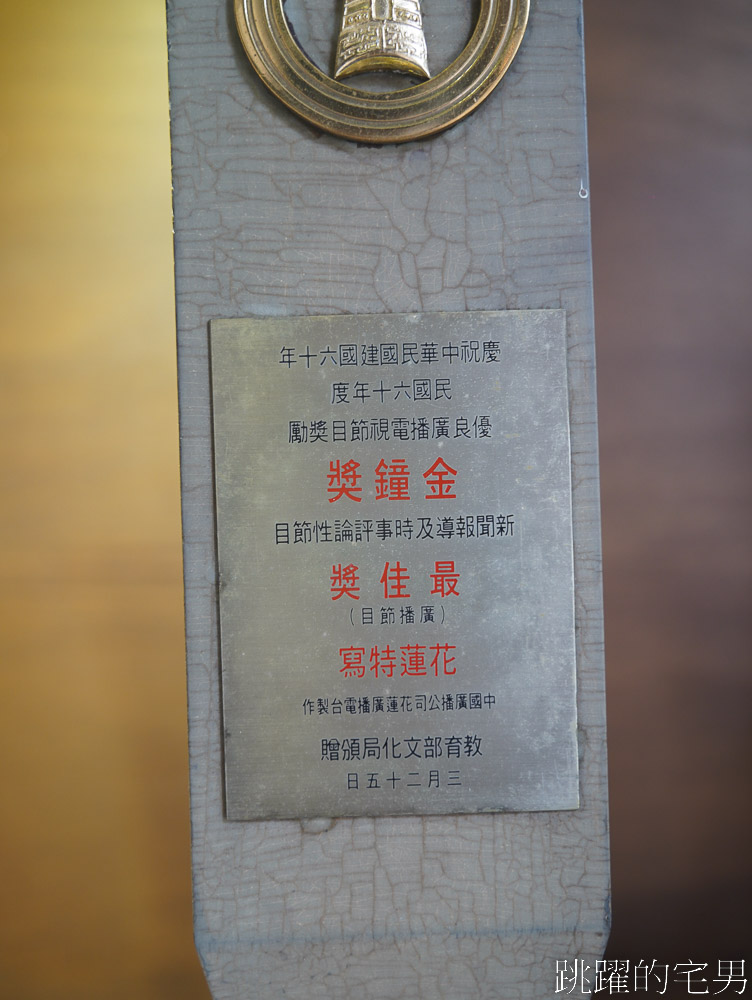 慶祝中華民國建國六十年
民國六十年度
優良廣播電視節目獎勵
金鐘獎
新聞報導及時事評論性節目
最佳獎
(廣播節目)
花蓮特寫
中國廣播公司花蓮廣播電台製作
教育部文化局頒贈
三月二十五日
跳躍的宅男